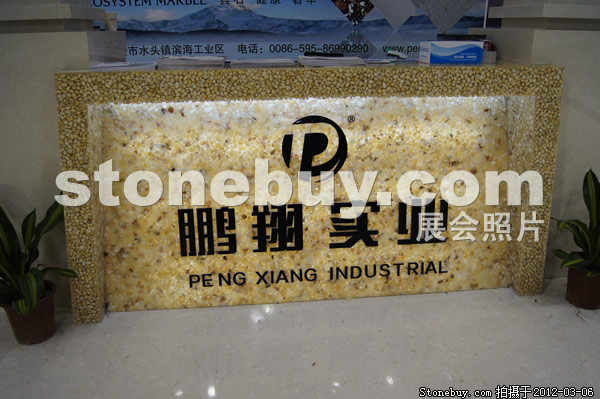 OSYSTEM MARBLE
市水头镇滨海工业区 电话：0086-595-86990290
P
®
stonebuy.com
鹏翔实业
展会照片
PENG XIANG INDUSTRIAL
Stonebuy.com 拍摄于2012-03-06